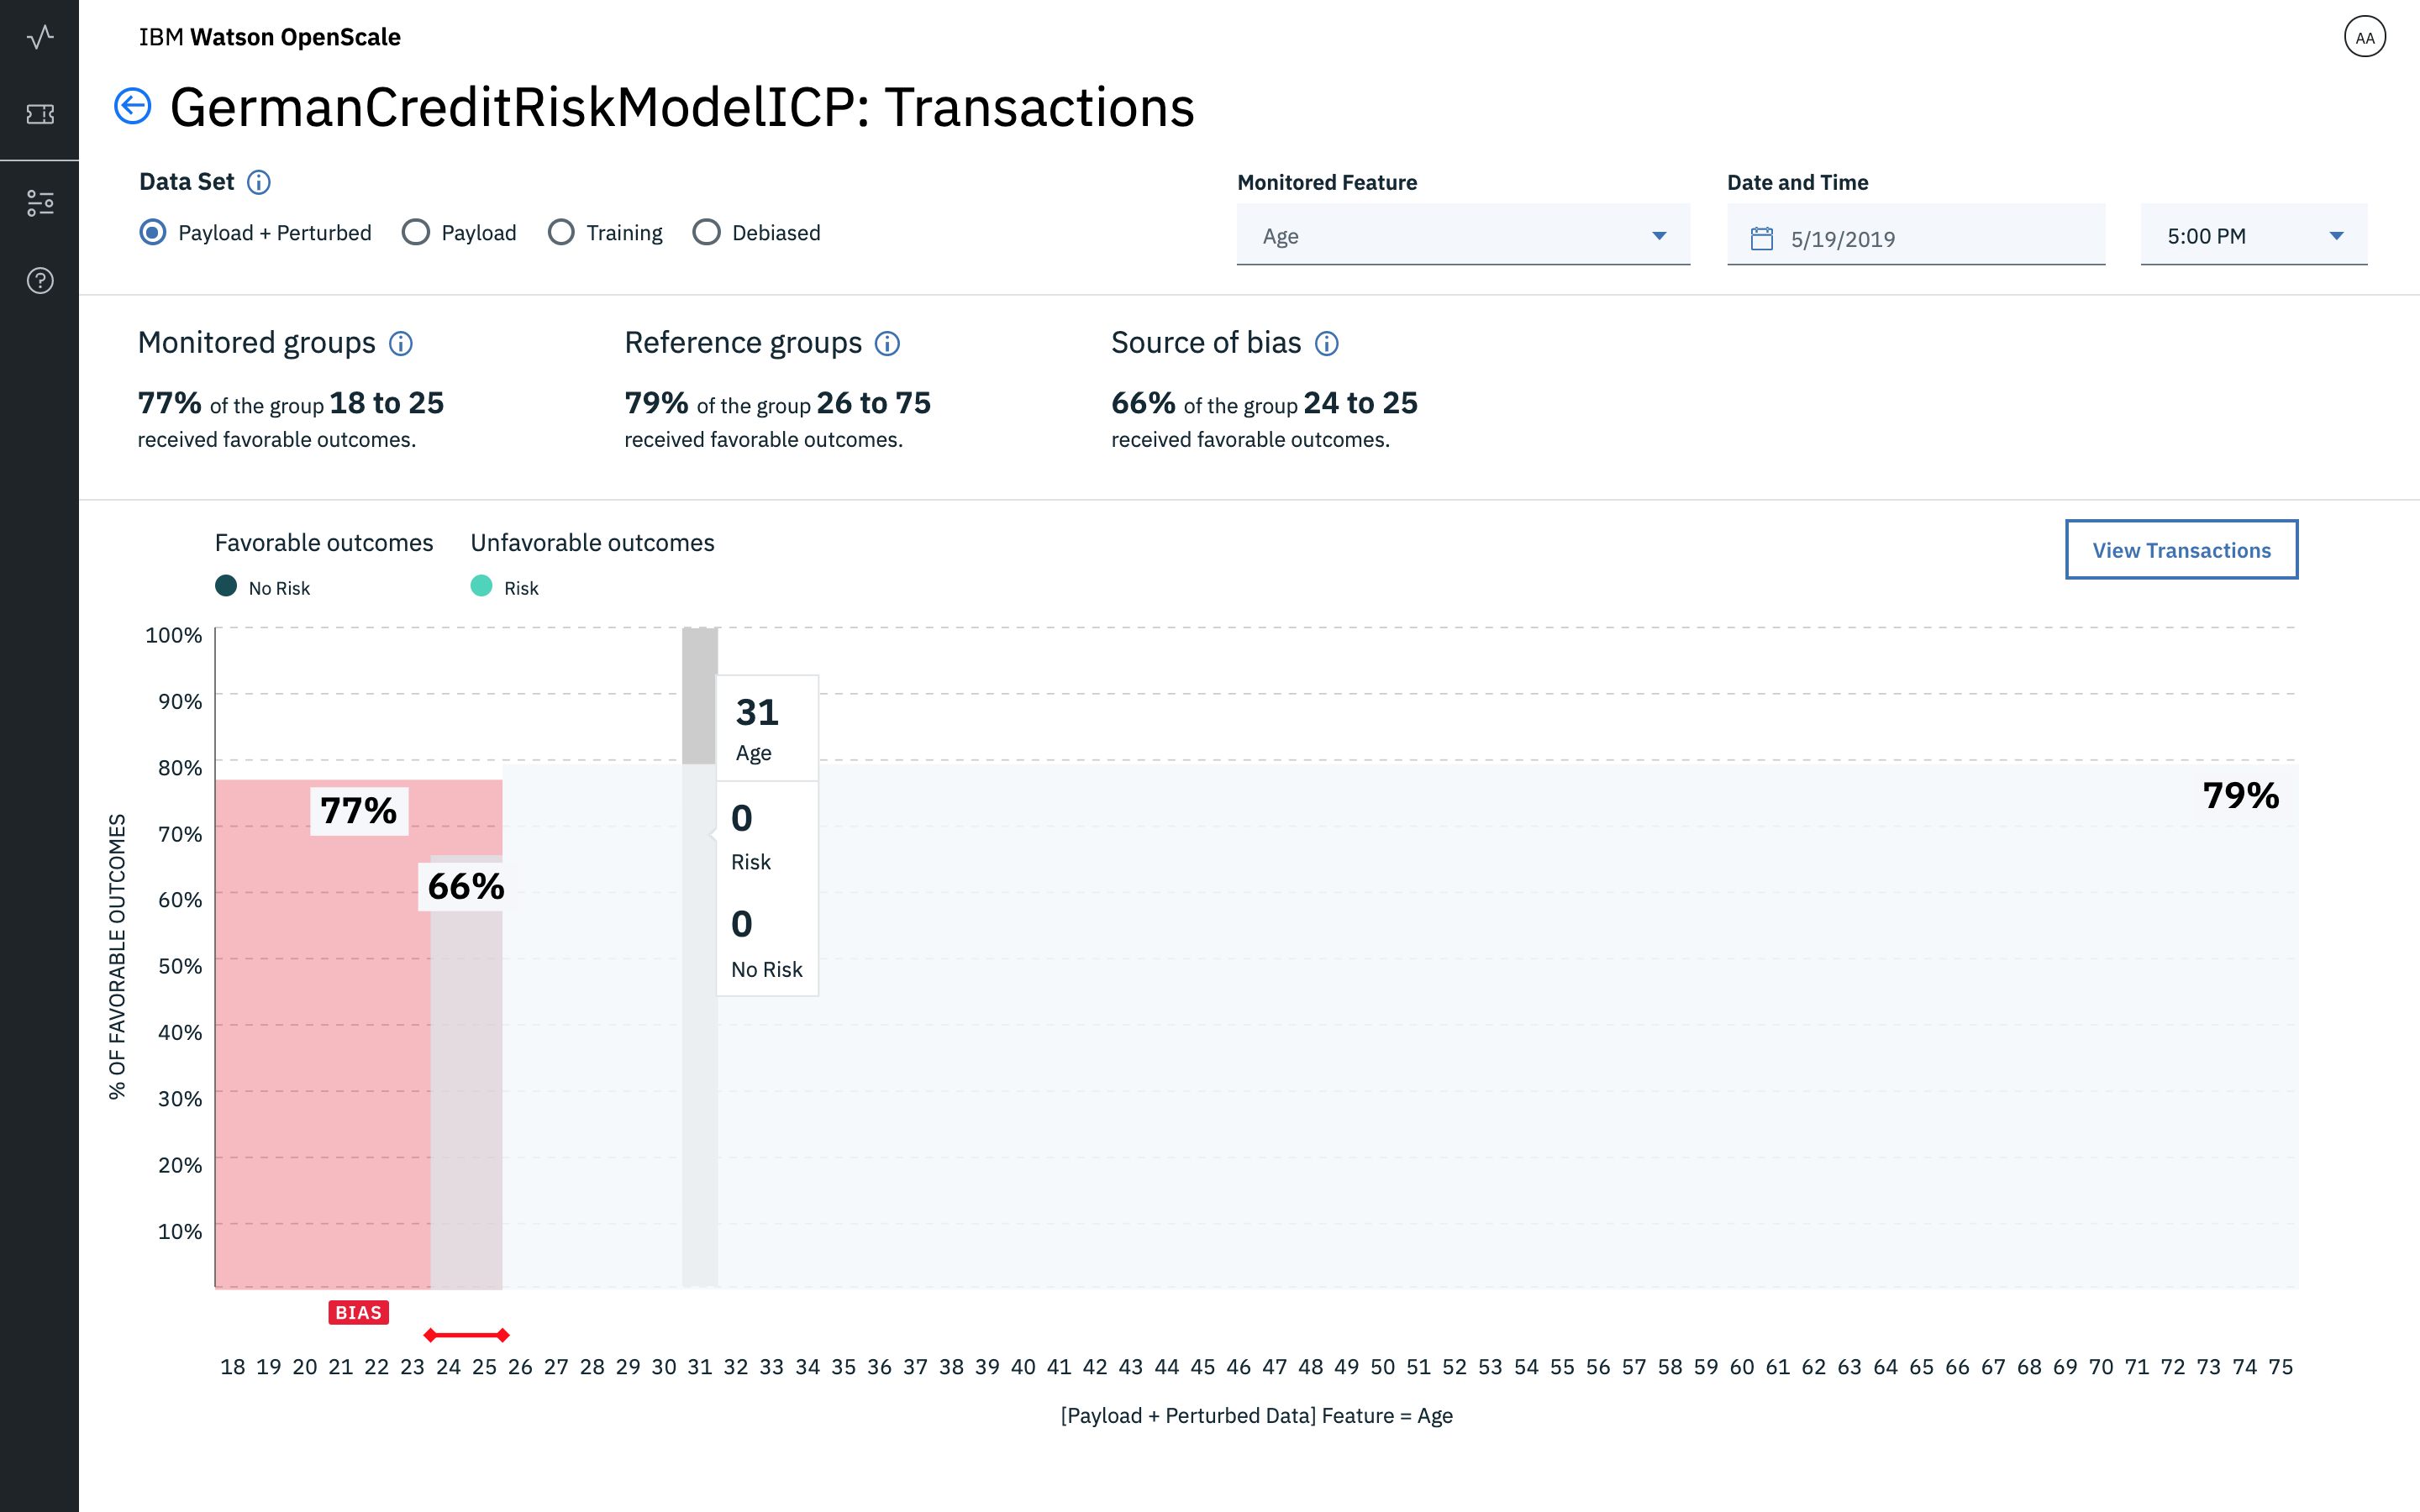 IBM Watson OpenScale
AA
GermanCreditRiskModelICP: Transactions
Data Set
Payload + Perturbed
Payload
Training
Debiased
Monitored Feature
Age
Date and Time
5/19/2019
5:00 PM
Monitored groups
77% of the group 18 to 25
received favorable outcomes.
Reference groups
79% of the group 26 to 75
received favorable outcomes.
Source of bias
66% of the group 24 to 25
received favorable outcomes.
Favorable outcomes
No Risk
Unfavorable outcomes
Risk
View Transactions
% OF FAVORABLE OUTCOMES
100%
90%
80%
70%
60%
50%
40%
30%
20%
10%
77%
66%
31
Age
0
Risk
0
No Risk
79%
BIAS
18 19 20 21 22 23 24 25 26 27 28 29 30 31 32 33 34 35 36 37 38 39 40 41 42 43 44 45 46 47 48 49 50 51 52 53 54 55 56 57 58 59 60 61 62 63 64 65 66 67 68 69 70 71 72 73 74 75
[Payload + Perturbed Data] Feature = Age